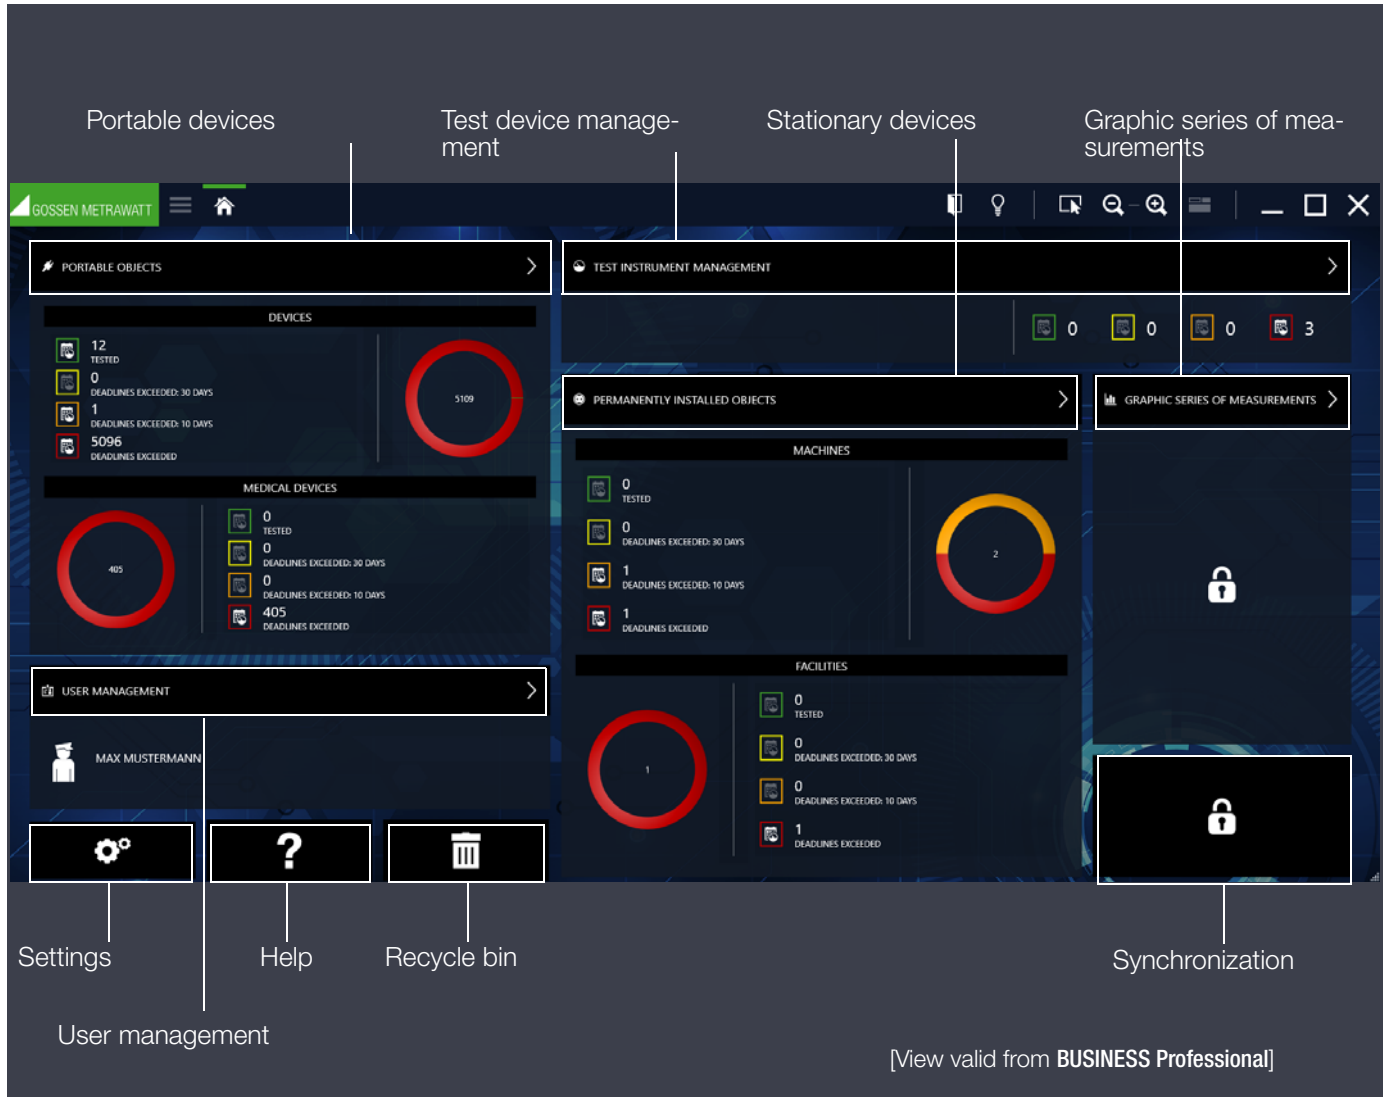 Portable devices
Test device manage-
ment
Stationary devices
Graphic series of mea-
surements
GOSSEN METRAWATT
PORTABLE OBJECTS
DEVICES
12
TESTED
0
DEADLINES EXCEEDED: 30 DAYS
1
DEADLINES EXCEEDED: 10 DAYS
5096
DEADLINES EXCEEDED
5109
MEDICAL DEVICES
405
0
TESTED
0
DEADLINES EXCEEDED: 30 DAYS
0
DEADLINES EXCEEDED: 10 DAYS
405
DEADLINES EXCEEDED
USER MANAGEMENT
MAX MUSTERMANN
?
TEST INSTRUMENT MANAGEMENT
0 0 0 3
PERMANENTLY INSTALLED OBJECTS
MACHINES
0
TESTED
0
DEADLINES EXCEEDED: 30 DAYS
1
DEADLINES EXCEEDED: 10 DAYS
1
DEADLINES EXCEEDED
2
FACILITIES
1
0
TESTED
0
DEADLINES EXCEEDED: 30 DAYS
0
DEADLINES EXCEEDED: 10 DAYS
1
DEADLINES EXCEEDED
GRAPHIC SERIES OF MEASUREMENTS
Settings
Help
Recycle bin
Synchronization
User management
[View valid from BUSINESS Professional]